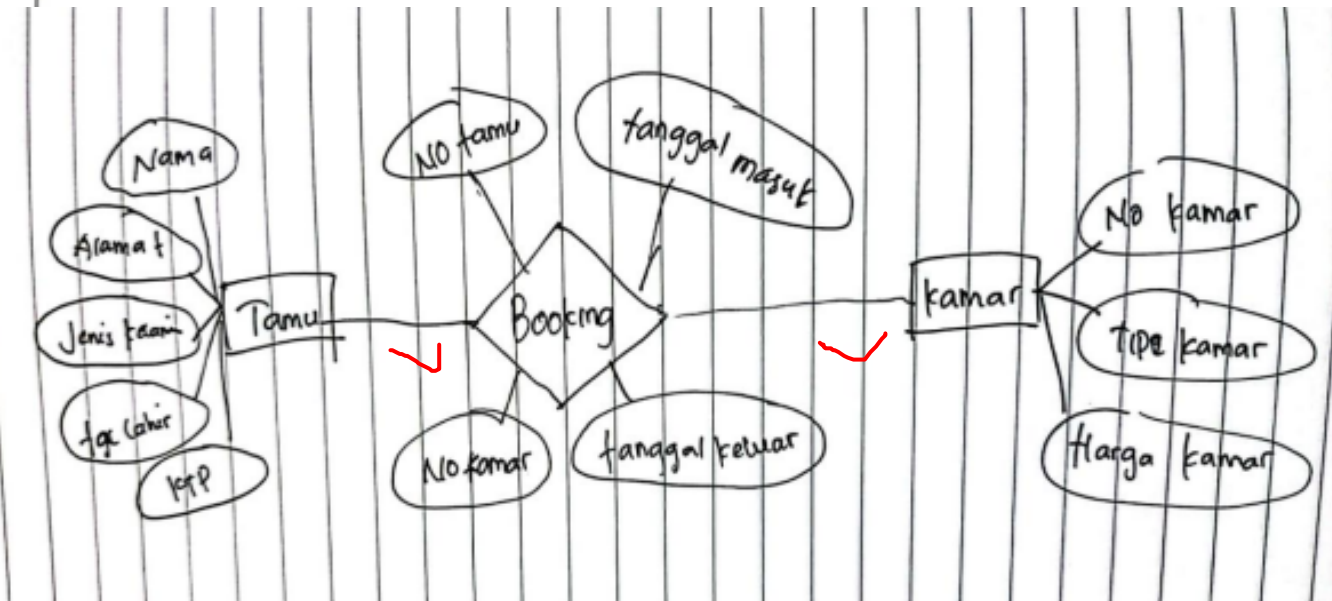 Nama
Alamat
Jenis kelamin
tgl lahir
KTP
Tamu
NO tamu
tanggal masuk
Booking
No kamar
tanggal keluar
kamar
No kamar
Tipe kamar
Harga kamar